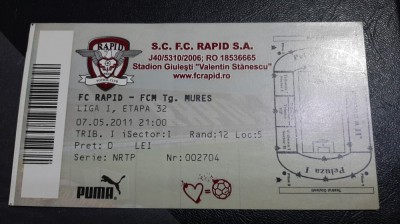 RAPID
S.C. F.C. RAPID S.A.
J40/5310/2006; RO 18536665
Stadion Giulești "Valentin Stănescu"
www.fcrapid.ro
FC RAPID - FCM Tg. MURES
LIGA I, ETAPA 32
07.05.2011 21:00
TRIB. I iSector:I Rand:12 Loc:5
Pret: 0 LEI
Serie: NRTP Nr:002704
PUMA
Peluza I